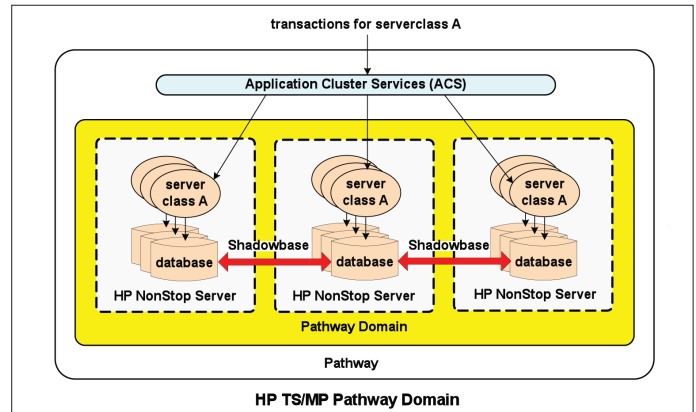 transactions for serverclass A
Application Cluster Services (ACS)
server
class A
server
class A
server
class A
Shadowbase
Shadowbase
database
database
database
HP NonStop Server
HP NonStop Server
HP NonStop Server
Pathway Domain
Pathway
HP TS/MP Pathway Domain